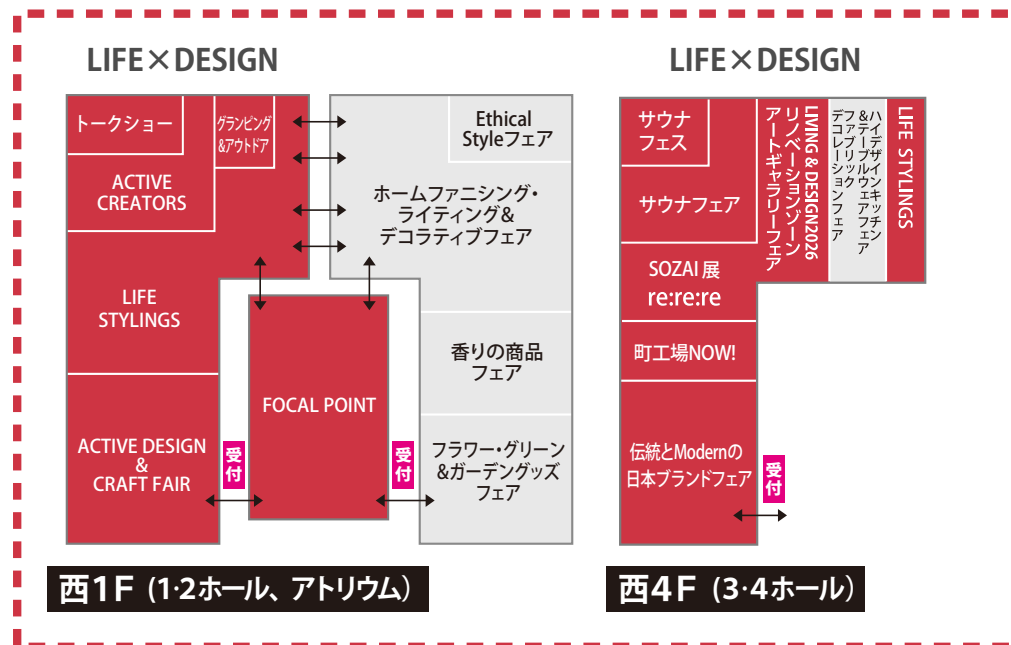 LIFE×DESIGN
トークショー
グランピング
&アウトドア
ACTIVE
CREATORS
LIFE
STYLINGS
ACTIVE DESIGN
&
CRAFT FAIR
受付
FOCAL POINT
受付
Ethical
Styleフェア
ホームファニシング・
ライティング&
デコラティブフェア
香りの商品
フェア
フラワー・グリーン
&ガーデングッズ
フェア
西1F (1·2ホール、アトリウム)
LIFE×DESIGN
サウナ
フェス
サウナフェア
SOZAI 展
re:re:re
町工場NOW!
伝統とModernの
日本ブランドフェア
受付
LIVING & DESIGN2026
リノベーションゾーン
アートギャラリーフェア
ハイデザインキッチン
&テーブルウェアフェア
ファブリック
デコレーションフェア
LIFE STYLINGS
西4F (3·4ホール)